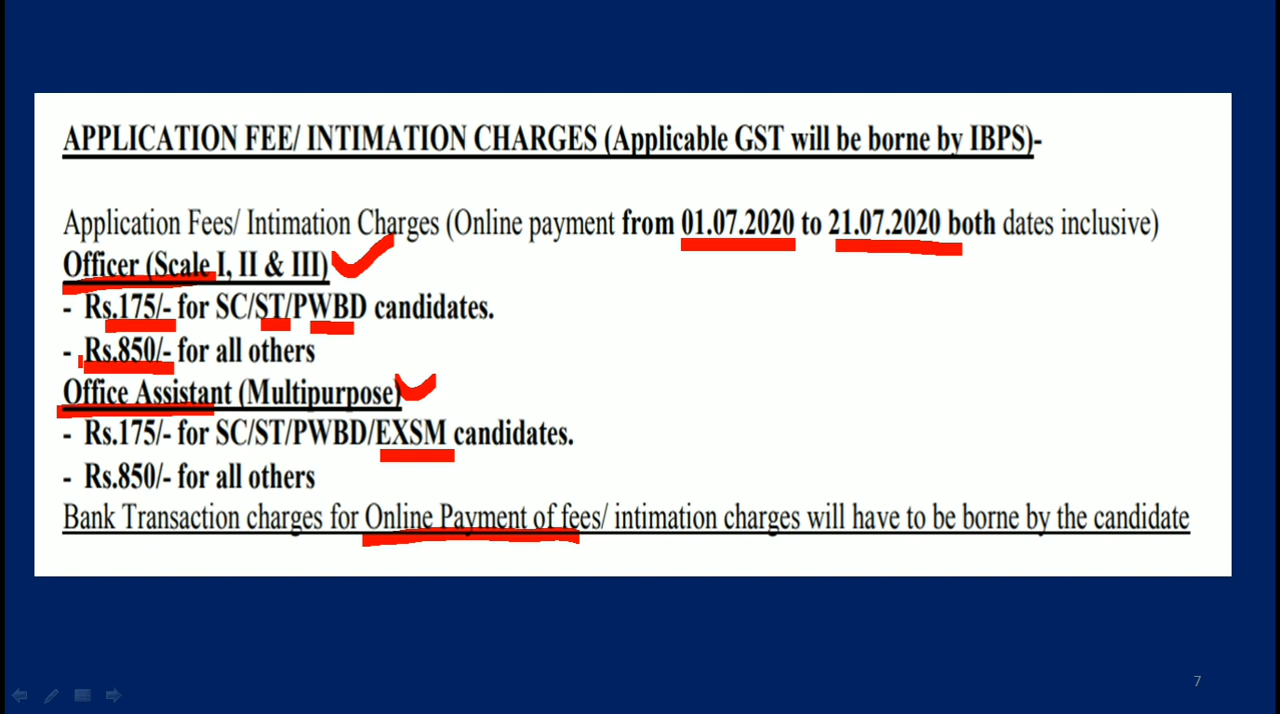 APPLICATION FEE/ INTIMATION CHARGES (Applicable GST will be borne by IBPS)-
Application Fees/ Intimation Charges (Online payment from 01.07.2020 to 21.07.2020 both dates inclusive)
Officer (Scale I, II & III)
- Rs.175/- for SC/ST/PWBD candidates.
- Rs.850/- for all others
Office Assistant (Multipurpose)
- Rs.175/- for SC/ST/PWBD/EXSM candidates.
- Rs.850/- for all others
Bank Transaction charges for Online Payment of fees/ intimation charges will have to be borne by the candidate
7